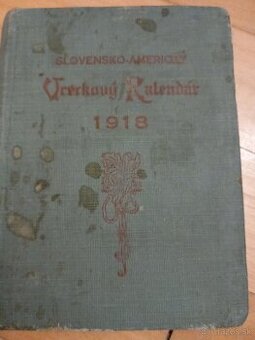 SLOVENSKO-AMERICKÝ
Vreckový Kalendár
1918